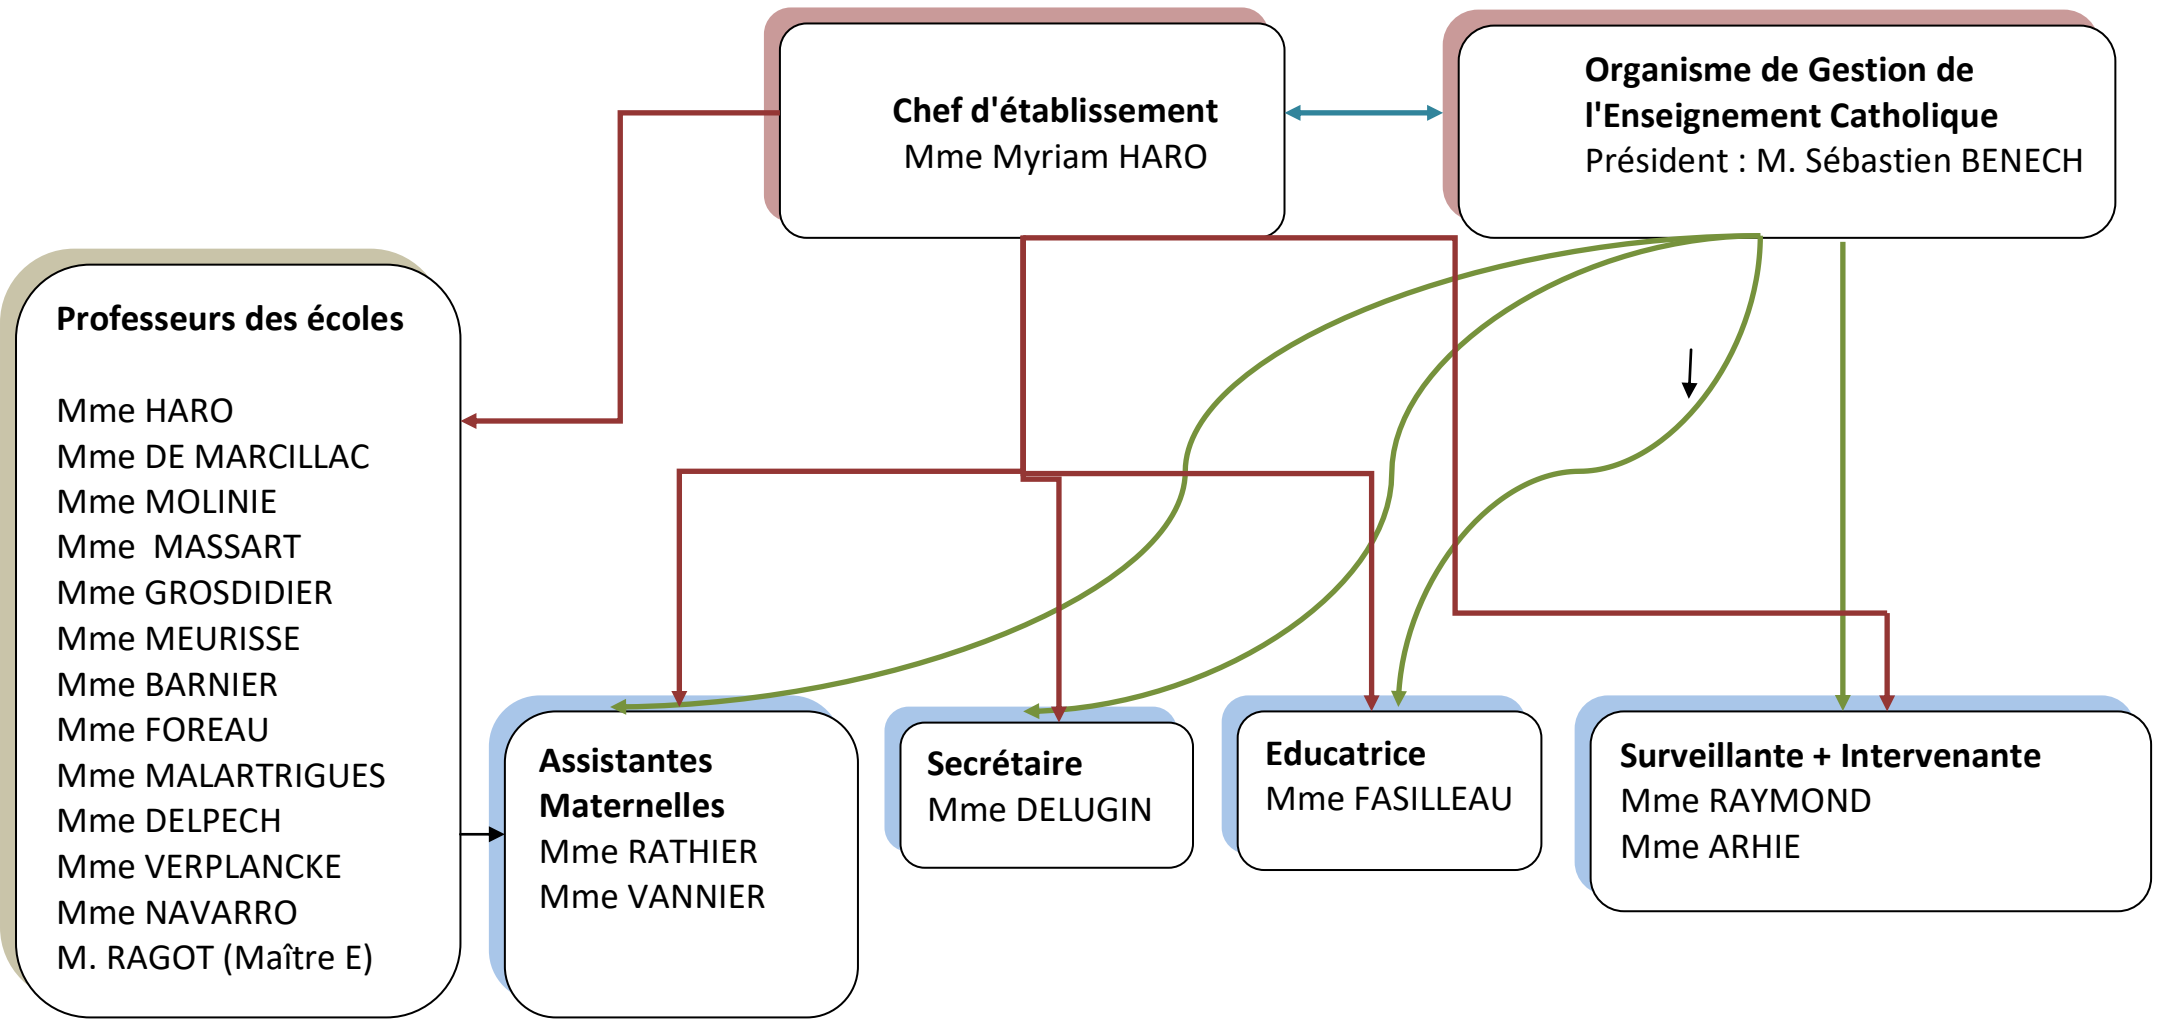 Chef d'établissement
Mme Myriam HARO
Organisme de Gestion de
l'Enseignement Catholique
Président : M. Sébastien BENECH
Professeurs des écoles
Mme HARO
Mme DE MARCILLAC
Mme MOLINIE
Mme  MASSART
Mme GROSDIDIER
Mme MEURISSE
Mme BARNIER
Mme FOREAU
Mme MALARTRIGUES
Mme DELPECH
Mme VERPLANCKE
Mme NAVARRO
M. RAGOT (Maître E)
Assistantes
Maternelles
Mme RATHIER
Mme VANNIER
Secrétaire
Mme DELUGIN
Educatrice
Mme FASILLEAU
Surveillante + Intervenante
Mme RAYMOND
Mme ARHIE